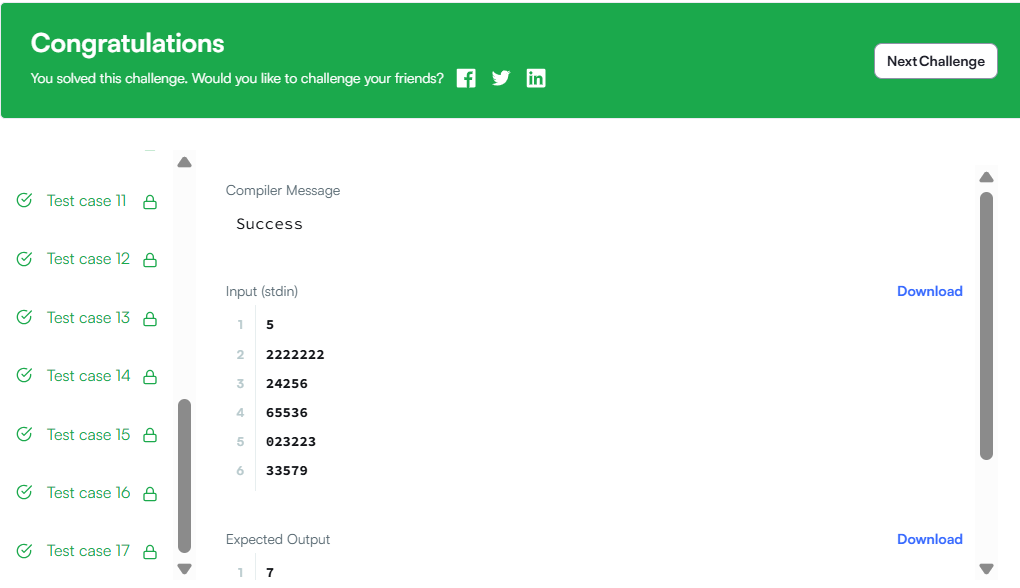 Congratulations
You solved this challenge. Would you like to challenge your friends?
Next Challenge
Test case 11
Test case 12
Test case 13
Test case 14
Test case 15
Test case 16
Test case 17
Compiler Message
Success
Input (stdin)
Download
1 5
2 2222222
3 24256
4 65536
5 023223
6 33579
Expected Output
Download
1 7